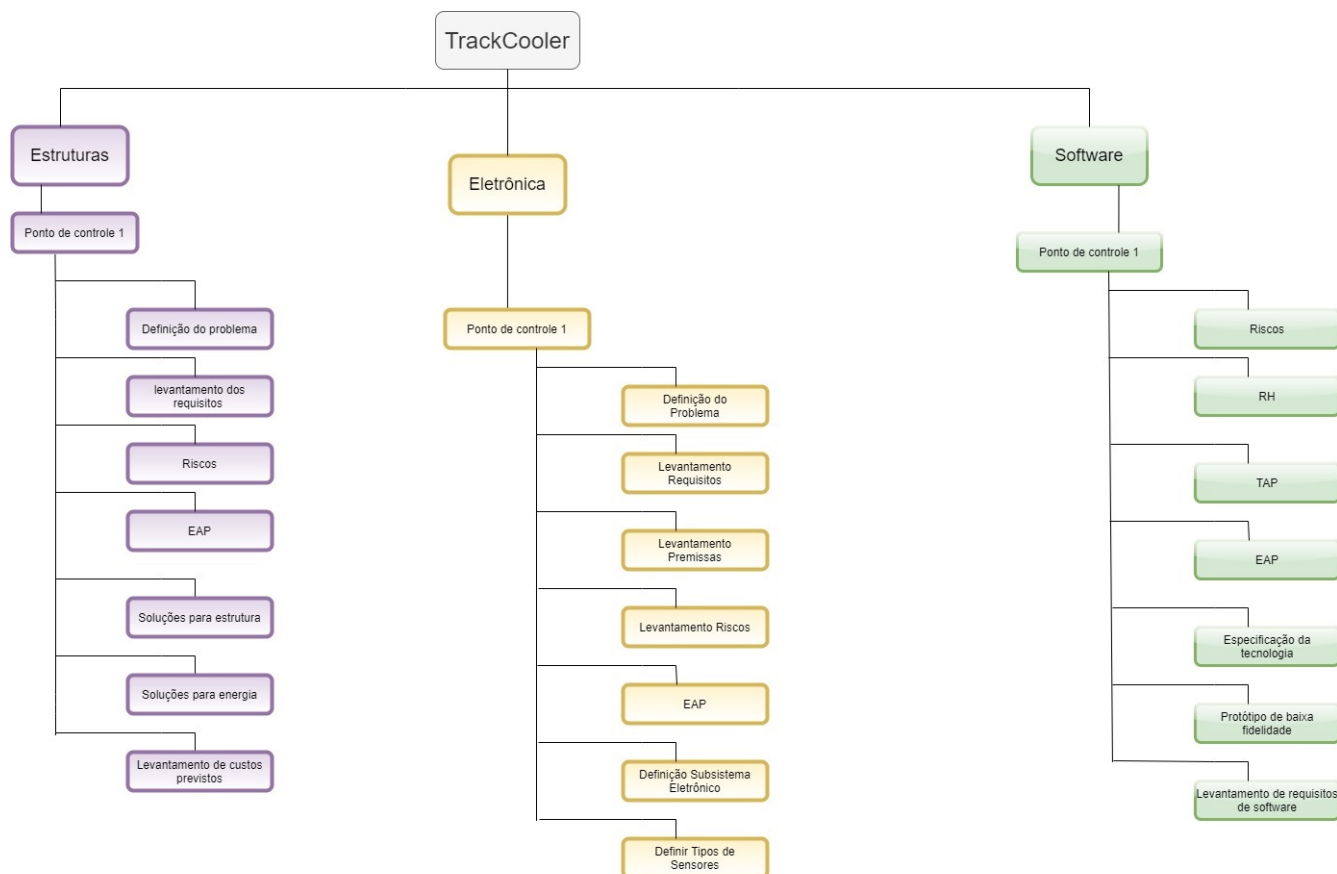 TrackCooler
Estruturas
Ponto de controle 1
Definição do problema
levantamento dos
requisitos
Riscos
EAP
Soluções para estrutura
Soluções para energia
Levantamento de custos
previstos
Eletrônica
Ponto de controle 1
Definição do
Problema
Levantamento
Requisitos
Levantamento
Premissas
Levantamento Riscos
EAP
Definição Subsistema
Eletrônico
Definir Tipos de
Sensores
Software
Ponto de controle 1
Riscos
RH
TAP
EAP
Especificação da
tecnologia
Protótipo de baixa
fidelidade
Levantamento de requisitos
de software